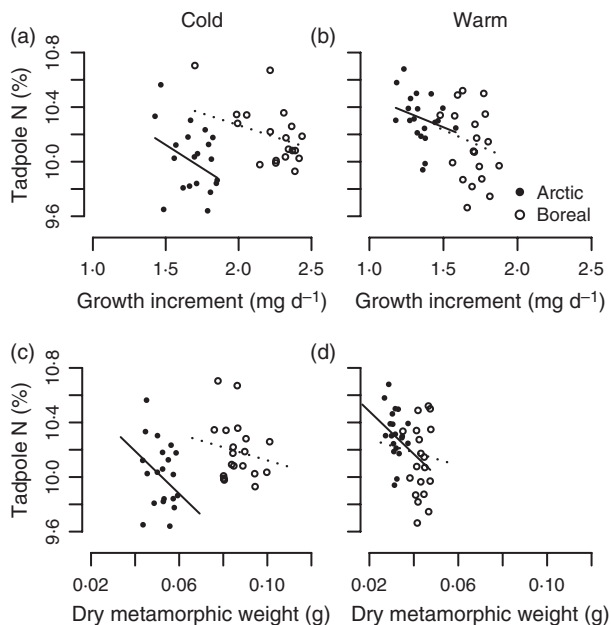 Cold Warm
(a) (b)
Tadpole N (%)
10·8
10·4
10·0
9·6
Arctic
Boreal
1·0 1·5 2·0 2·5 1·0 1·5 2·0 2·5
Growth increment (mg d⁻¹) Growth increment (mg d⁻¹)
(c) (d)
Tadpole N (%)
10·8
10·4
10·0
9·6
0·02 0·06 0·10 0·02 0·06 0·10
Dry metamorphic weight (g) Dry metamorphic weight (g)